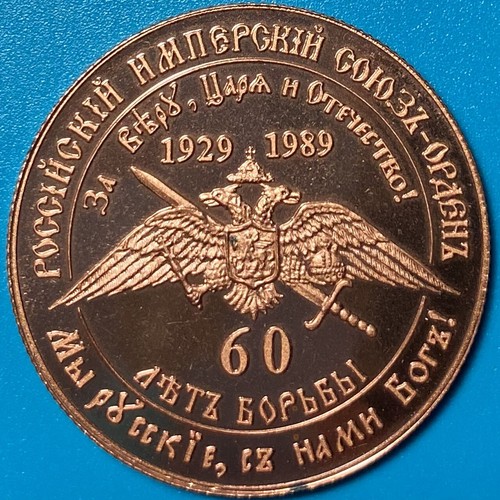 РОССІЙСКІЙ ИМПЕРСКІЙ СОЮЗЪ-ОРДЕНЪ
За Вѣру, Царя и Отечество!
1929 1989
60
ЛѢТЪ БОРЬБЫ
Мы русскіе, съ нами Богъ!